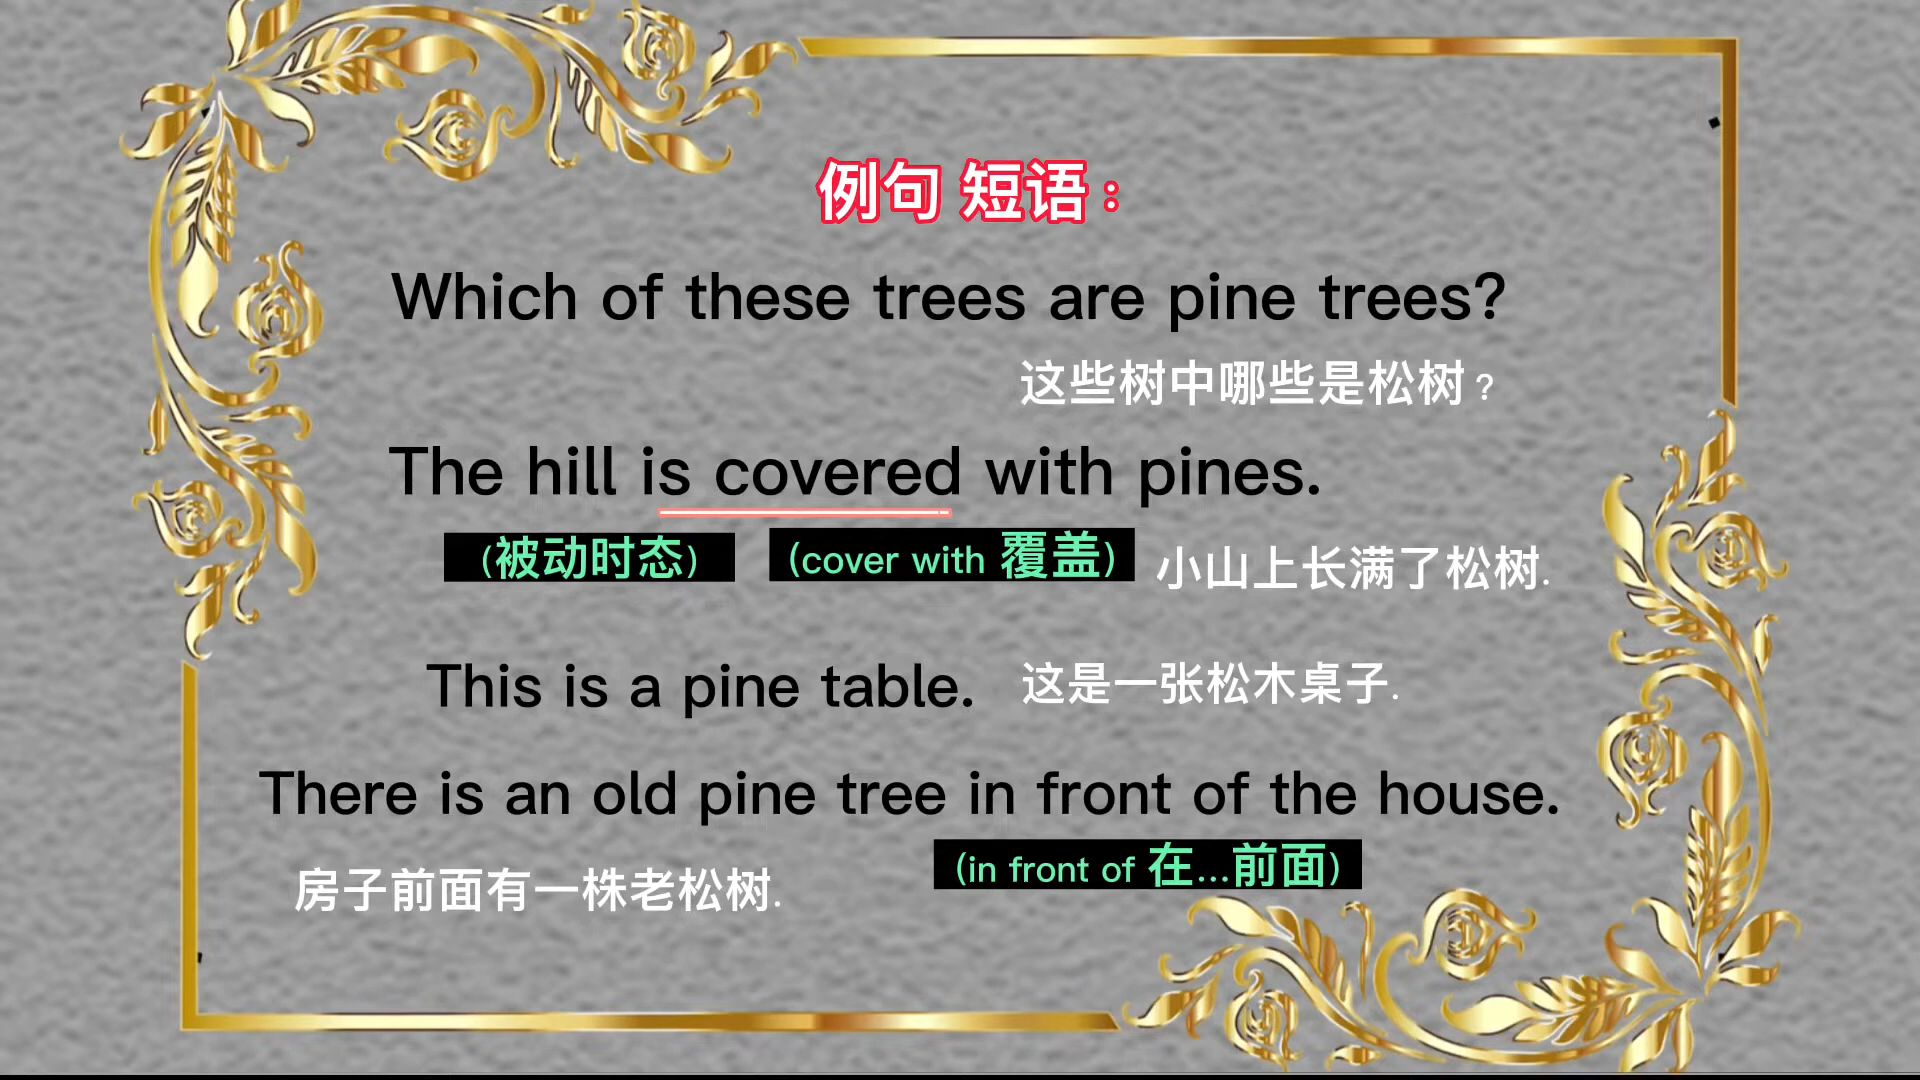 例句 短语：
Which of these trees are pine trees?
这些树中哪些是松树？
The hill is covered with pines.
（被动时态） （cover with 覆盖） 小山上长满了松树.
This is a pine table. 这是一张松木桌子.
There is an old pine tree in front of the house.
（in front of 在...前面）
房子前面有一株老松树.